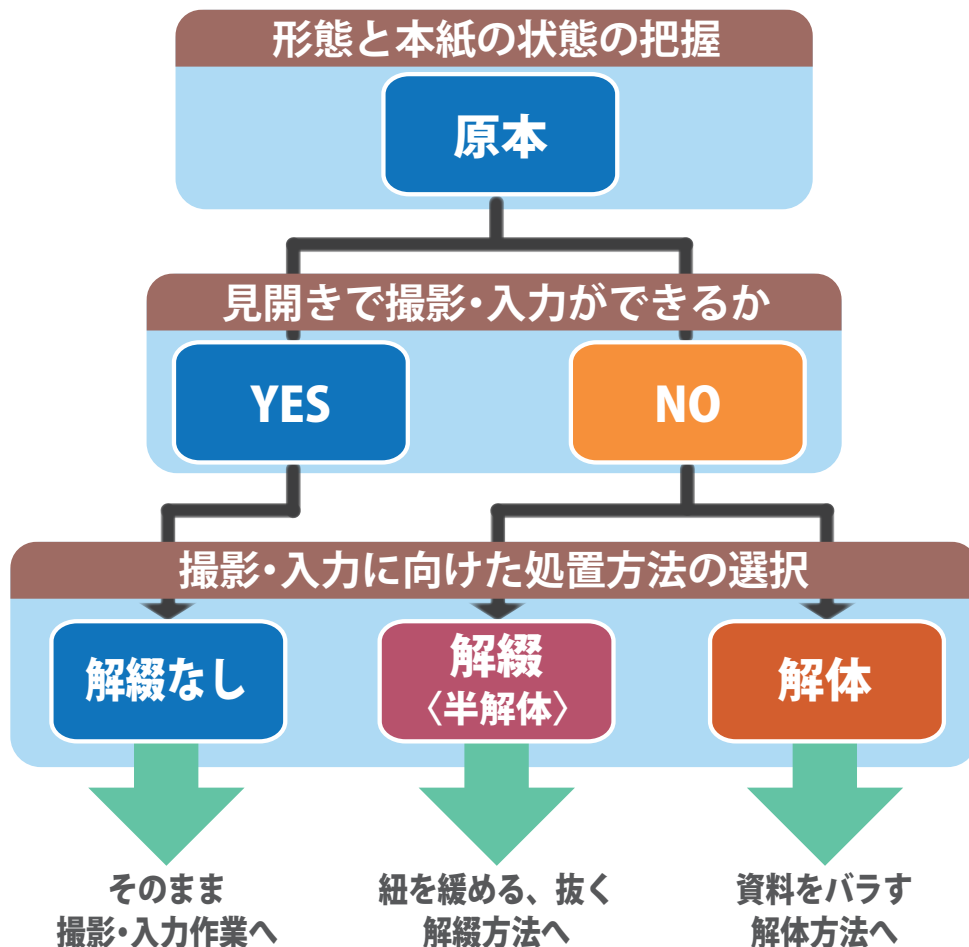 形態と本紙の状態の把握
原本
見開きで撮影・入力ができるか
YES
NO
撮影・入力に向けた処置方法の選択
解綴なし
解綴
〈半解体〉
解体
そのまま
撮影・入力作業へ
紐を緩める、抜く
解綴方法へ
資料をバラす
解体方法へ